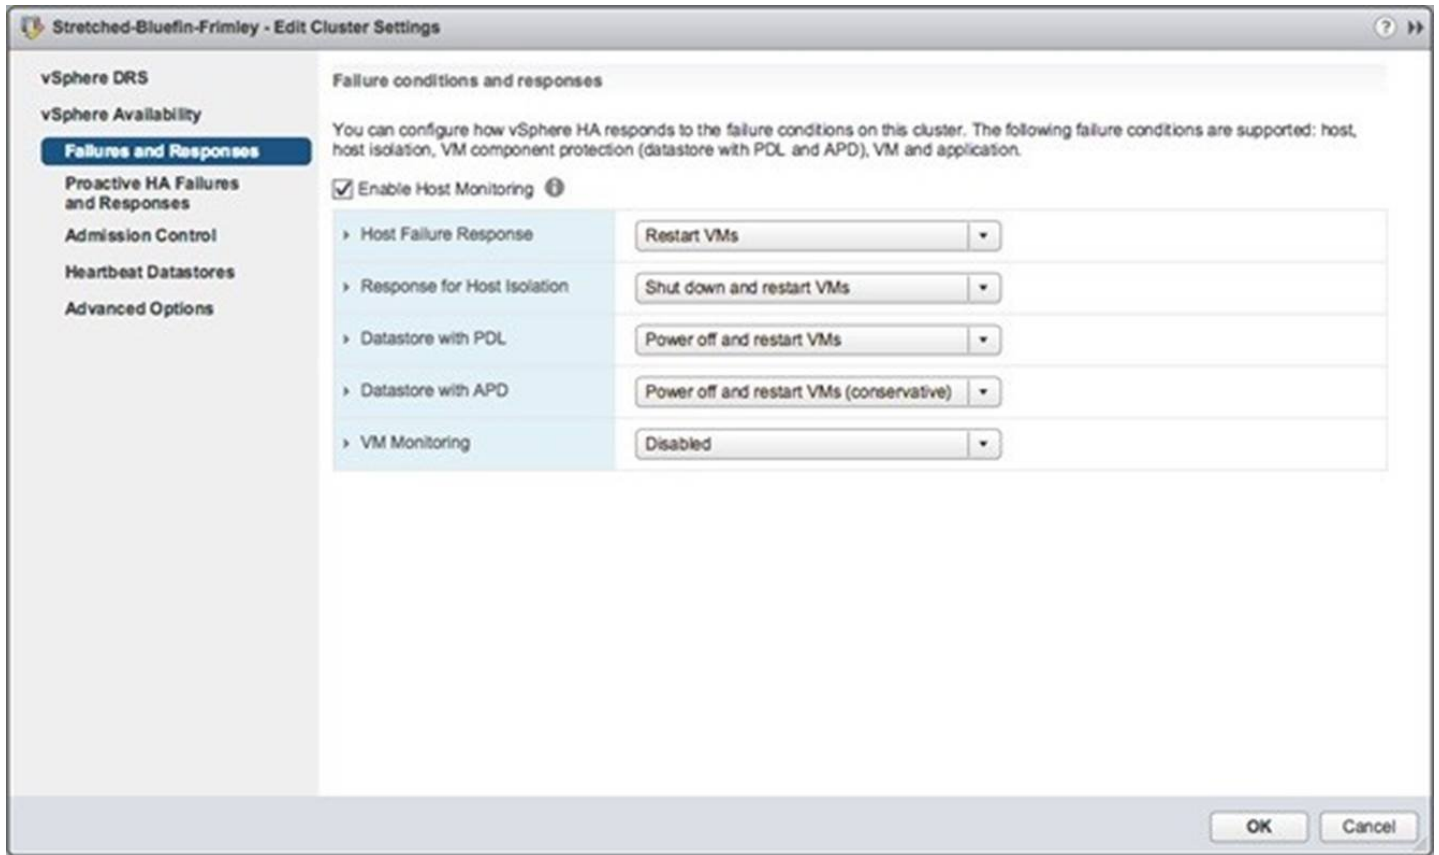 Stretched-Bluefin-Frimley - Edit Cluster Settings
?
vSphere DRS
vSphere Availability
Failures and Responses
Proactive HA Failures
and Responses
Admission Control
Heartbeat Datastores
Advanced Options
Failure conditions and responses
You can configure how vSphere HA responds to the failure conditions on this cluster. The following failure conditions are supported: host,
host isolation, VM component protection (datastore with PDL and APD), VM and application.
Enable Host Monitoring
Host Failure Response
Restart VMs
Response for Host Isolation
Shut down and restart VMs
Datastore with PDL
Power off and restart VMs
Datastore with APD
Power off and restart VMs (conservative)
VM Monitoring
Disabled
OK
Cancel